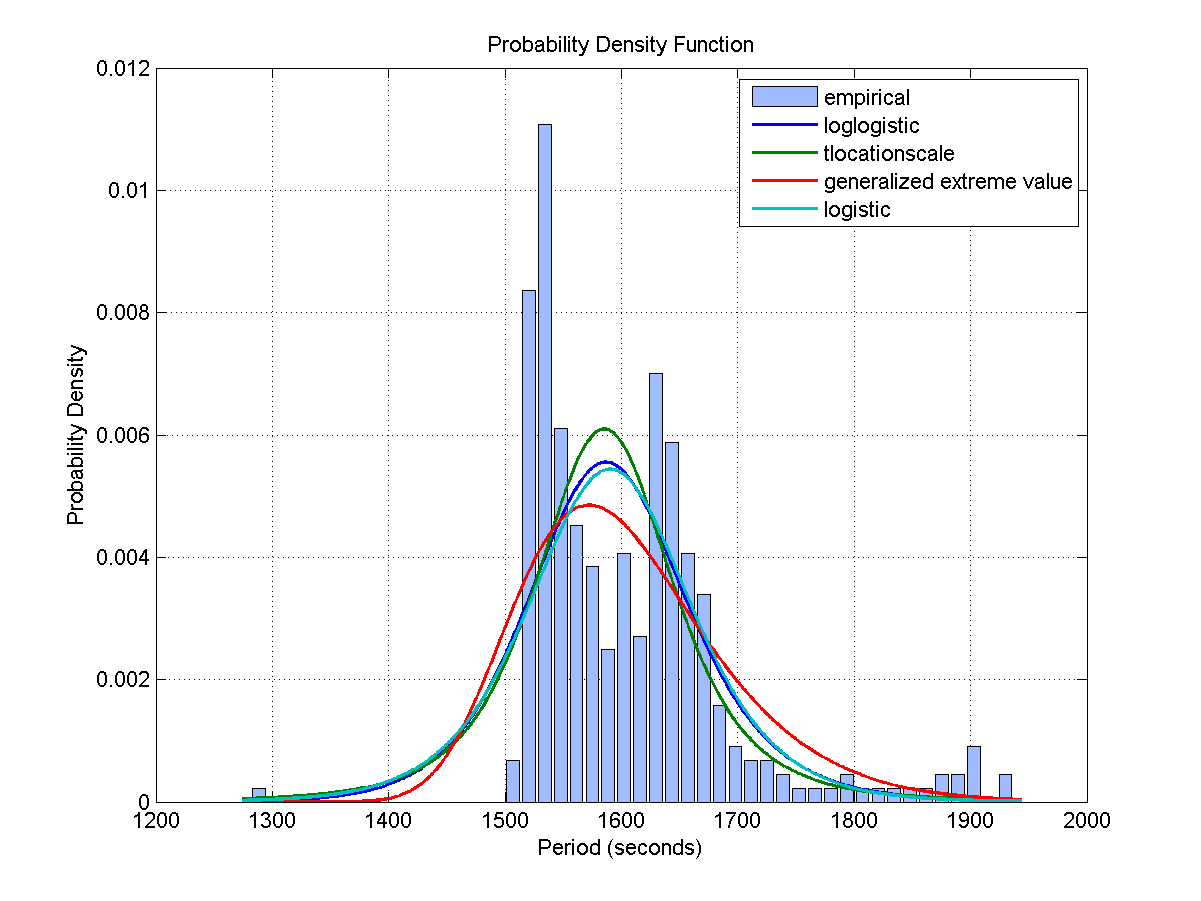 Probability Density Function
0.012
0.01
0.008
0.006
0.004
0.002
0
Probability Density
empirical
loglogistic
tlocationscale
generalized extreme value
logistic
1200 1300 1400 1500 1600 1700 1800 1900 2000
Period (seconds)